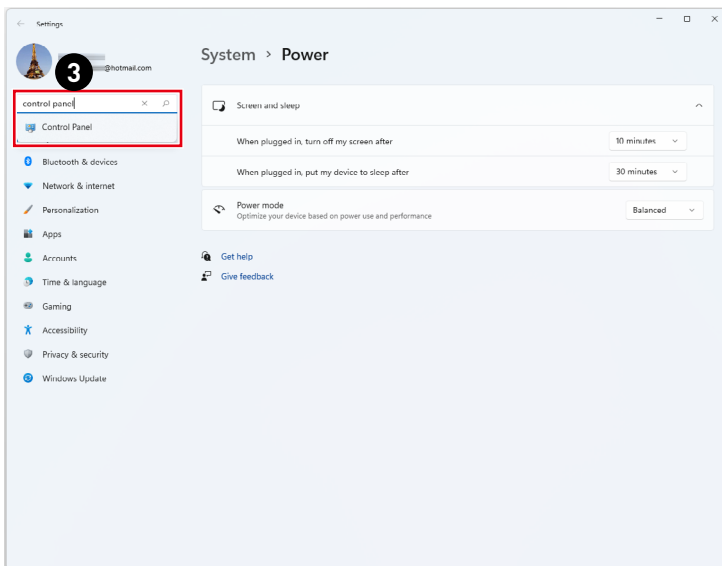 Settings
@hotmail.com
3
control panel
Control Panel
Bluetooth & devices
Network & internet
Personalization
Apps
Accounts
Time & language
Gaming
Accessibility
Privacy & security
Windows Update
System > Power
Screen and sleep
When plugged in, turn off my screen after 10 minutes
When plugged in, put my device to sleep after 30 minutes
Power mode
Optimize your device based on power use and performance
Balanced
Get help
Give feedback